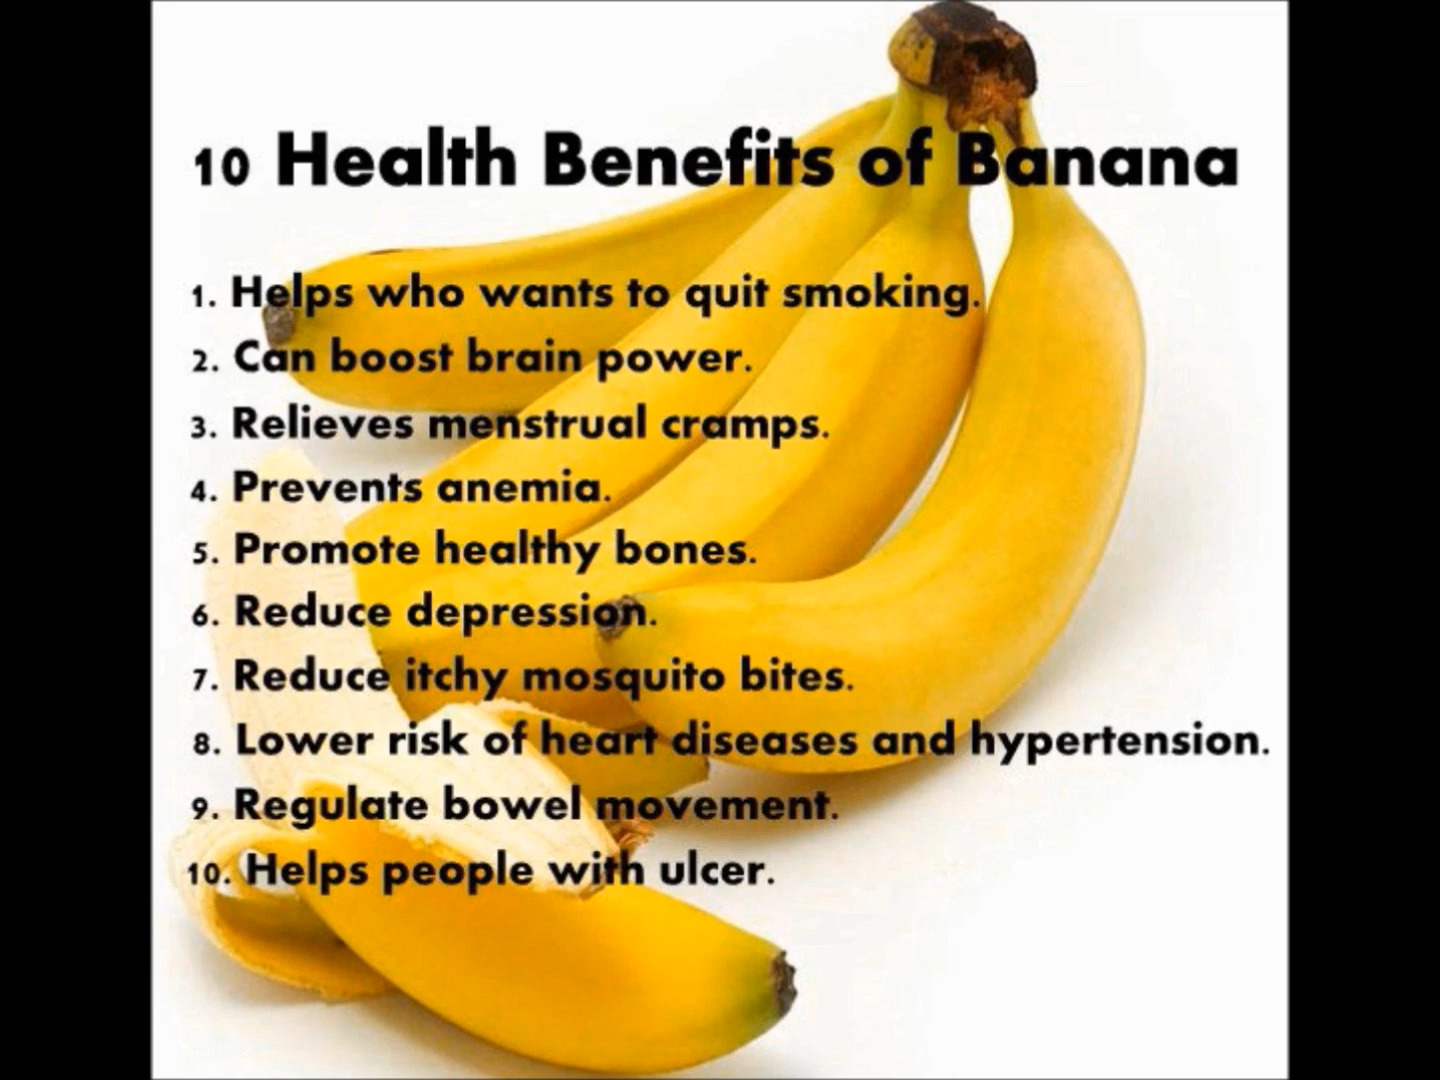 10 Health Benefits of Banana
1. Helps who wants to quit smoking.
2. Can boost brain power.
3. Relieves menstrual cramps.
4. Prevents anemia.
5. Promote healthy bones.
6. Reduce depression.
7. Reduce itchy mosquito bites.
8. Lower risk of heart diseases and hypertension.
9. Regulate bowel movement.
10. Helps people with ulcer.